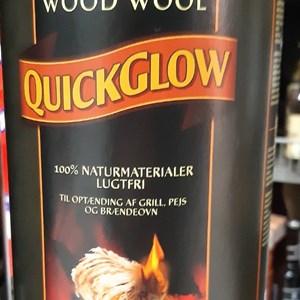 WOOD WOOL
QUICKGLOW
100% NATURMATERIALER
LUGTFRI
TIL OPTÆNDING AF GRILL, PEJS
OG BRÆNDEOVN